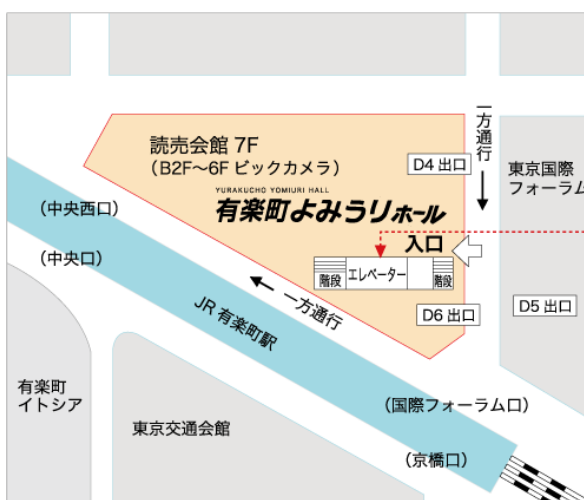 読売会館 7F
（B2F〜6F ビックカメラ）
YURAKUCHO YOMIURI HALL
有楽町よみうりホール
入口
階段
エレベーター
階段
D4 出口
一方通行
東京国際
フォーラム
D5 出口
D6 出口
（中央西口）
（中央口）
一方通行
JR 有楽町駅
（国際フォーラム口）
（京橋口）
有楽町
イトシア
東京交通会館